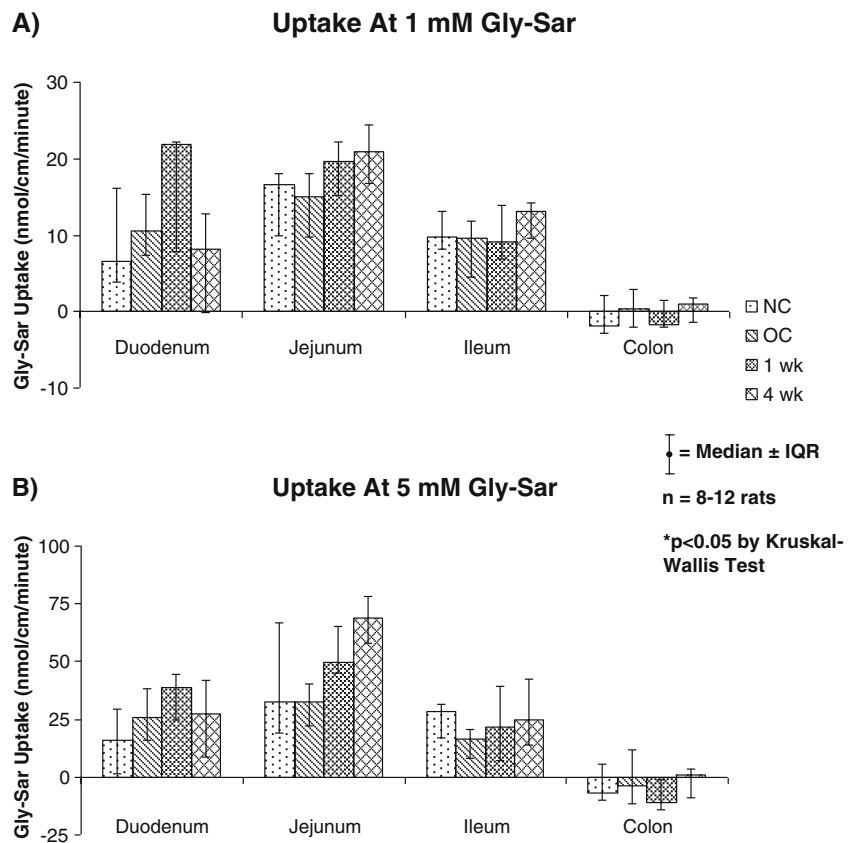 A)
Uptake At 1 mM Gly-Sar
Gly-Sar Uptake (nmol/cm/minute)
30
20
10
0
-10
Duodenum
Jejunum
Ileum
Colon
NC
OC
1 wk
4 wk
= Median ± IQR
n = 8-12 rats
*p<0.05 by Kruskal-
Wallis Test
B)
Uptake At 5 mM Gly-Sar
Gly-Sar Uptake (nmol/cm/minute)
100
75
50
25
0
-25
Duodenum
Jejunum
Ileum
Colon